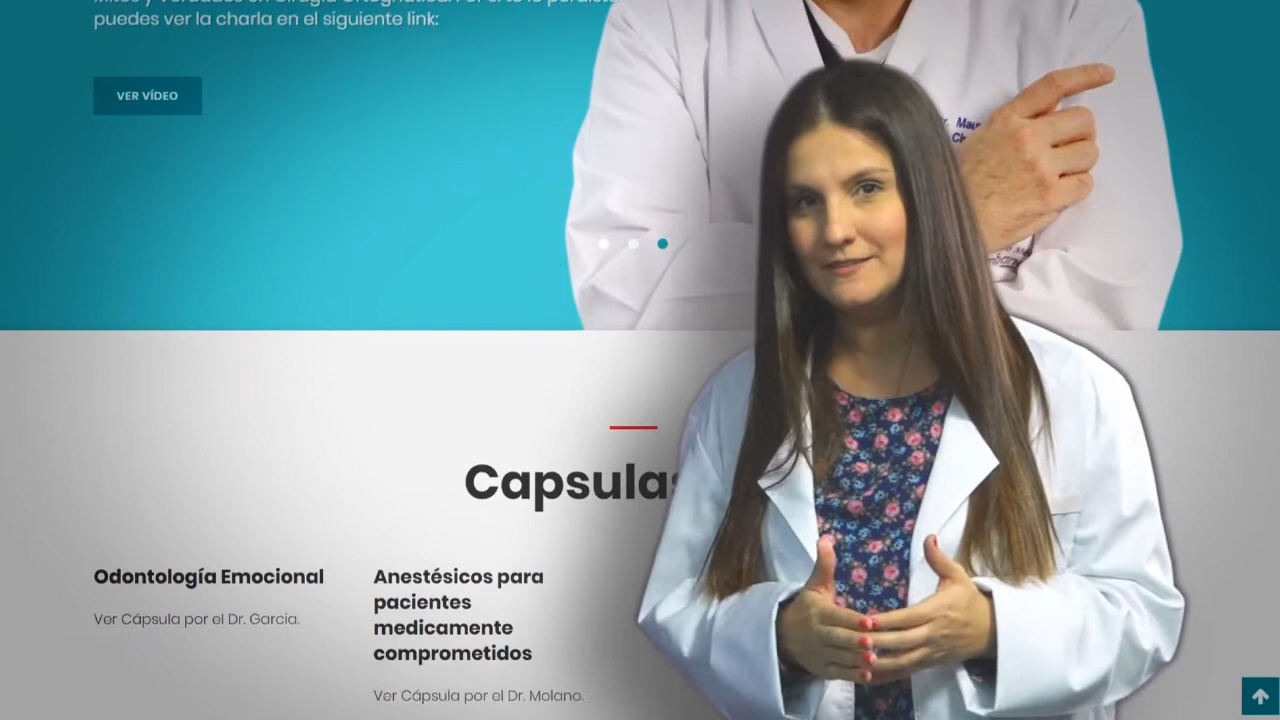 puedes ver la charla en el siguiente link:
VER VÍDEO
Capsulas
Odontología Emocional
Ver Cápsula por el Dr. Garcia.
Anestésicos para
pacientes
medicamente
comprometidos
Ver Cápsula por el Dr. Molano.